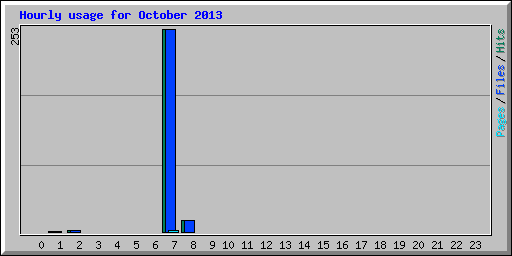 Hourly usage for October 2013
253
Pages/Files/Hits
0 1 2 3 4 5 6 7 8 9 10 11 12 13 14 15 16 17 18 19 20 21 22 23